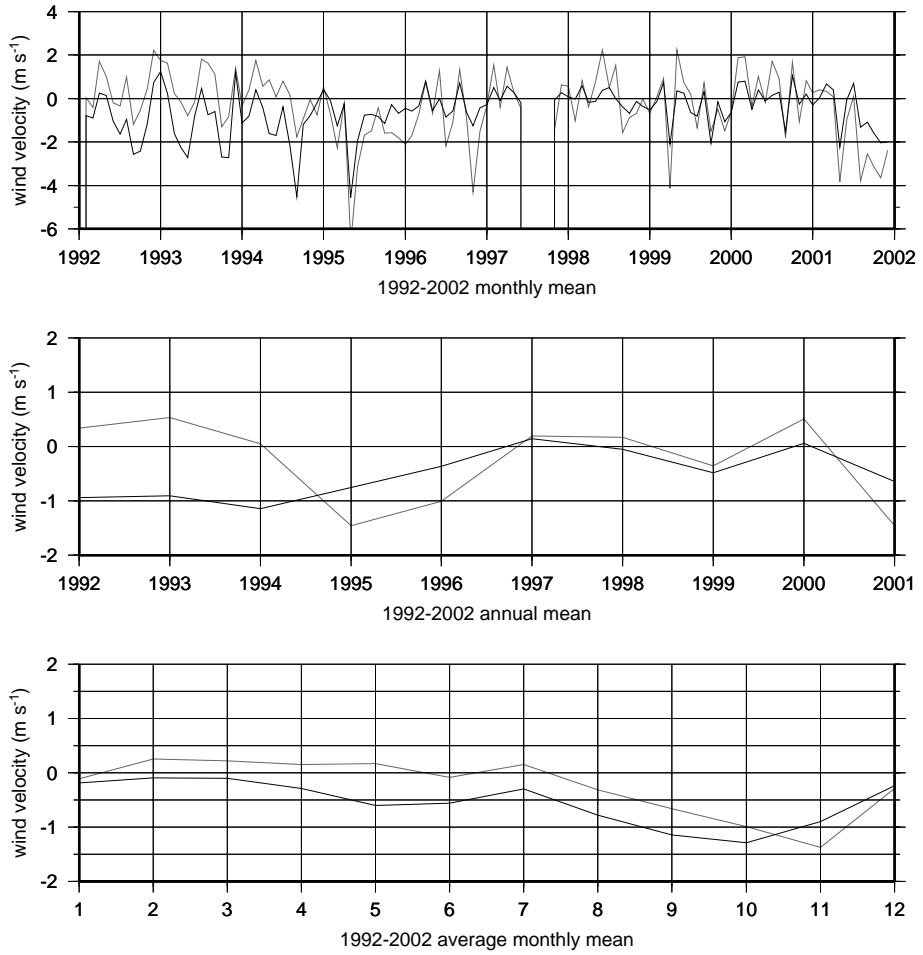 4
2
0
-2
-4
-6
wind velocity (m s-1)
1992 1993 1994 1995 1996 1997 1998 1999 2000 2001 2002
1992-2002 monthly mean
2
1
0
-1
-2
wind velocity (m s-1)
1992 1993 1994 1995 1996 1997 1998 1999 2000 2001
1992-2002 annual mean
2
1
0
-1
-2
wind velocity (m s-1)
1 2 3 4 5 6 7 8 9 10 11 12
1992-2002 average monthly mean